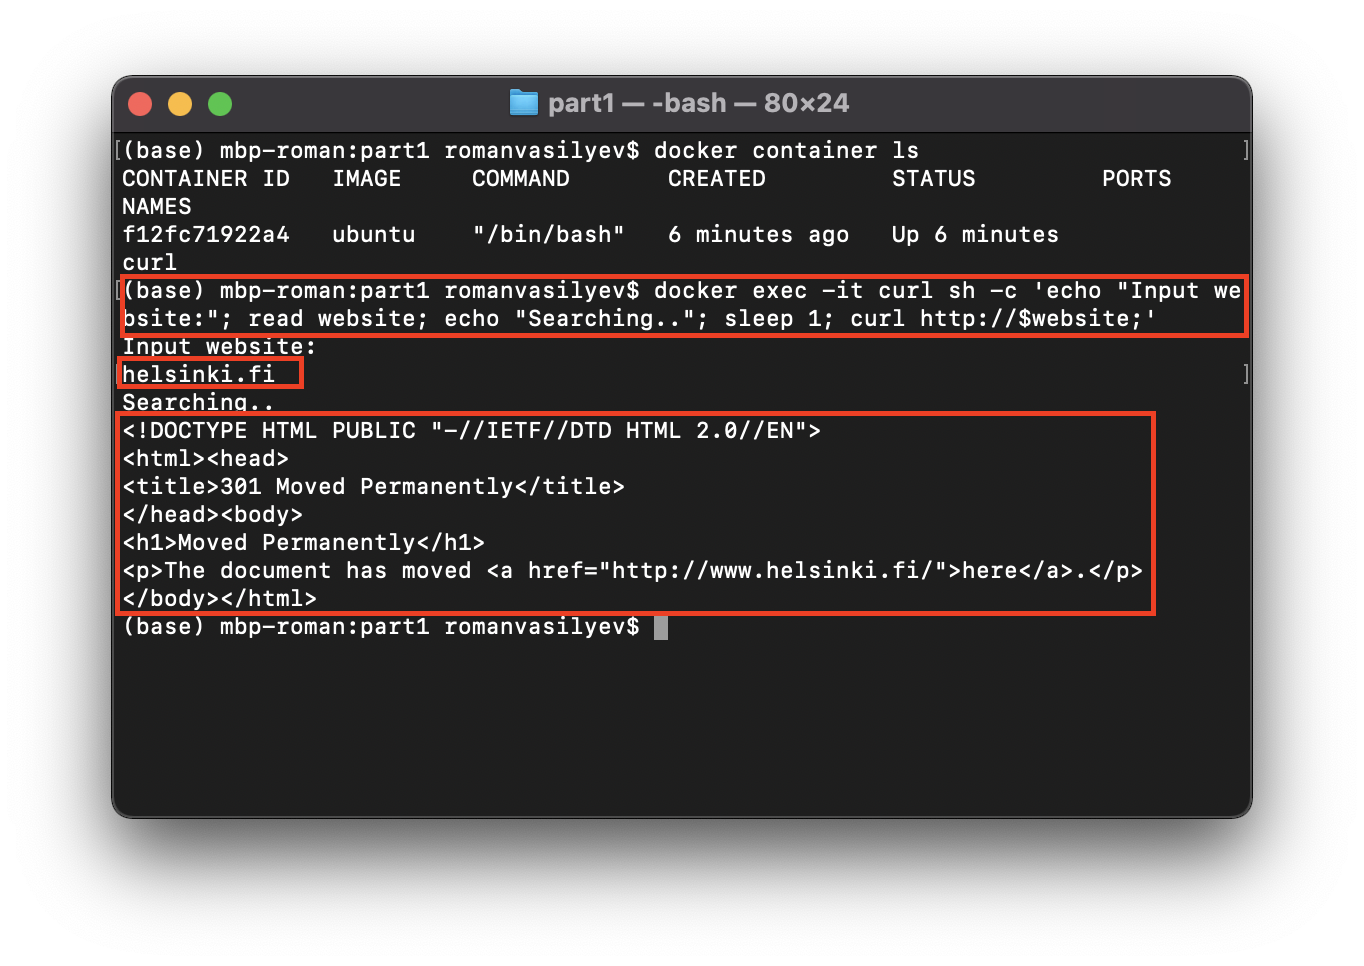 part1 — -bash — 80×24
[(base) mbp-roman:part1 romanvasilyev$ docker container ls ]
CONTAINER ID   IMAGE     COMMAND       CREATED         STATUS         PORTS
NAMES
f12fc71922a4   ubuntu    "/bin/bash"   6 minutes ago   Up 6 minutes
curl
[(base) mbp-roman:part1 romanvasilyev$ docker exec -it curl sh -c 'echo "Input we
bsite:"; read website; echo "Searching.."; sleep 1; curl http://$website;'
Input website:
[helsinki.fi ]
Searching..
<!DOCTYPE HTML PUBLIC "-//IETF//DTD HTML 2.0//EN">
<html><head>
<title>301 Moved Permanently</title>
</head><body>
<h1>Moved Permanently</h1>
<p>The document has moved <a href="http://www.helsinki.fi/">here</a>.</p>
</body></html>
(base) mbp-roman:part1 romanvasilyev$